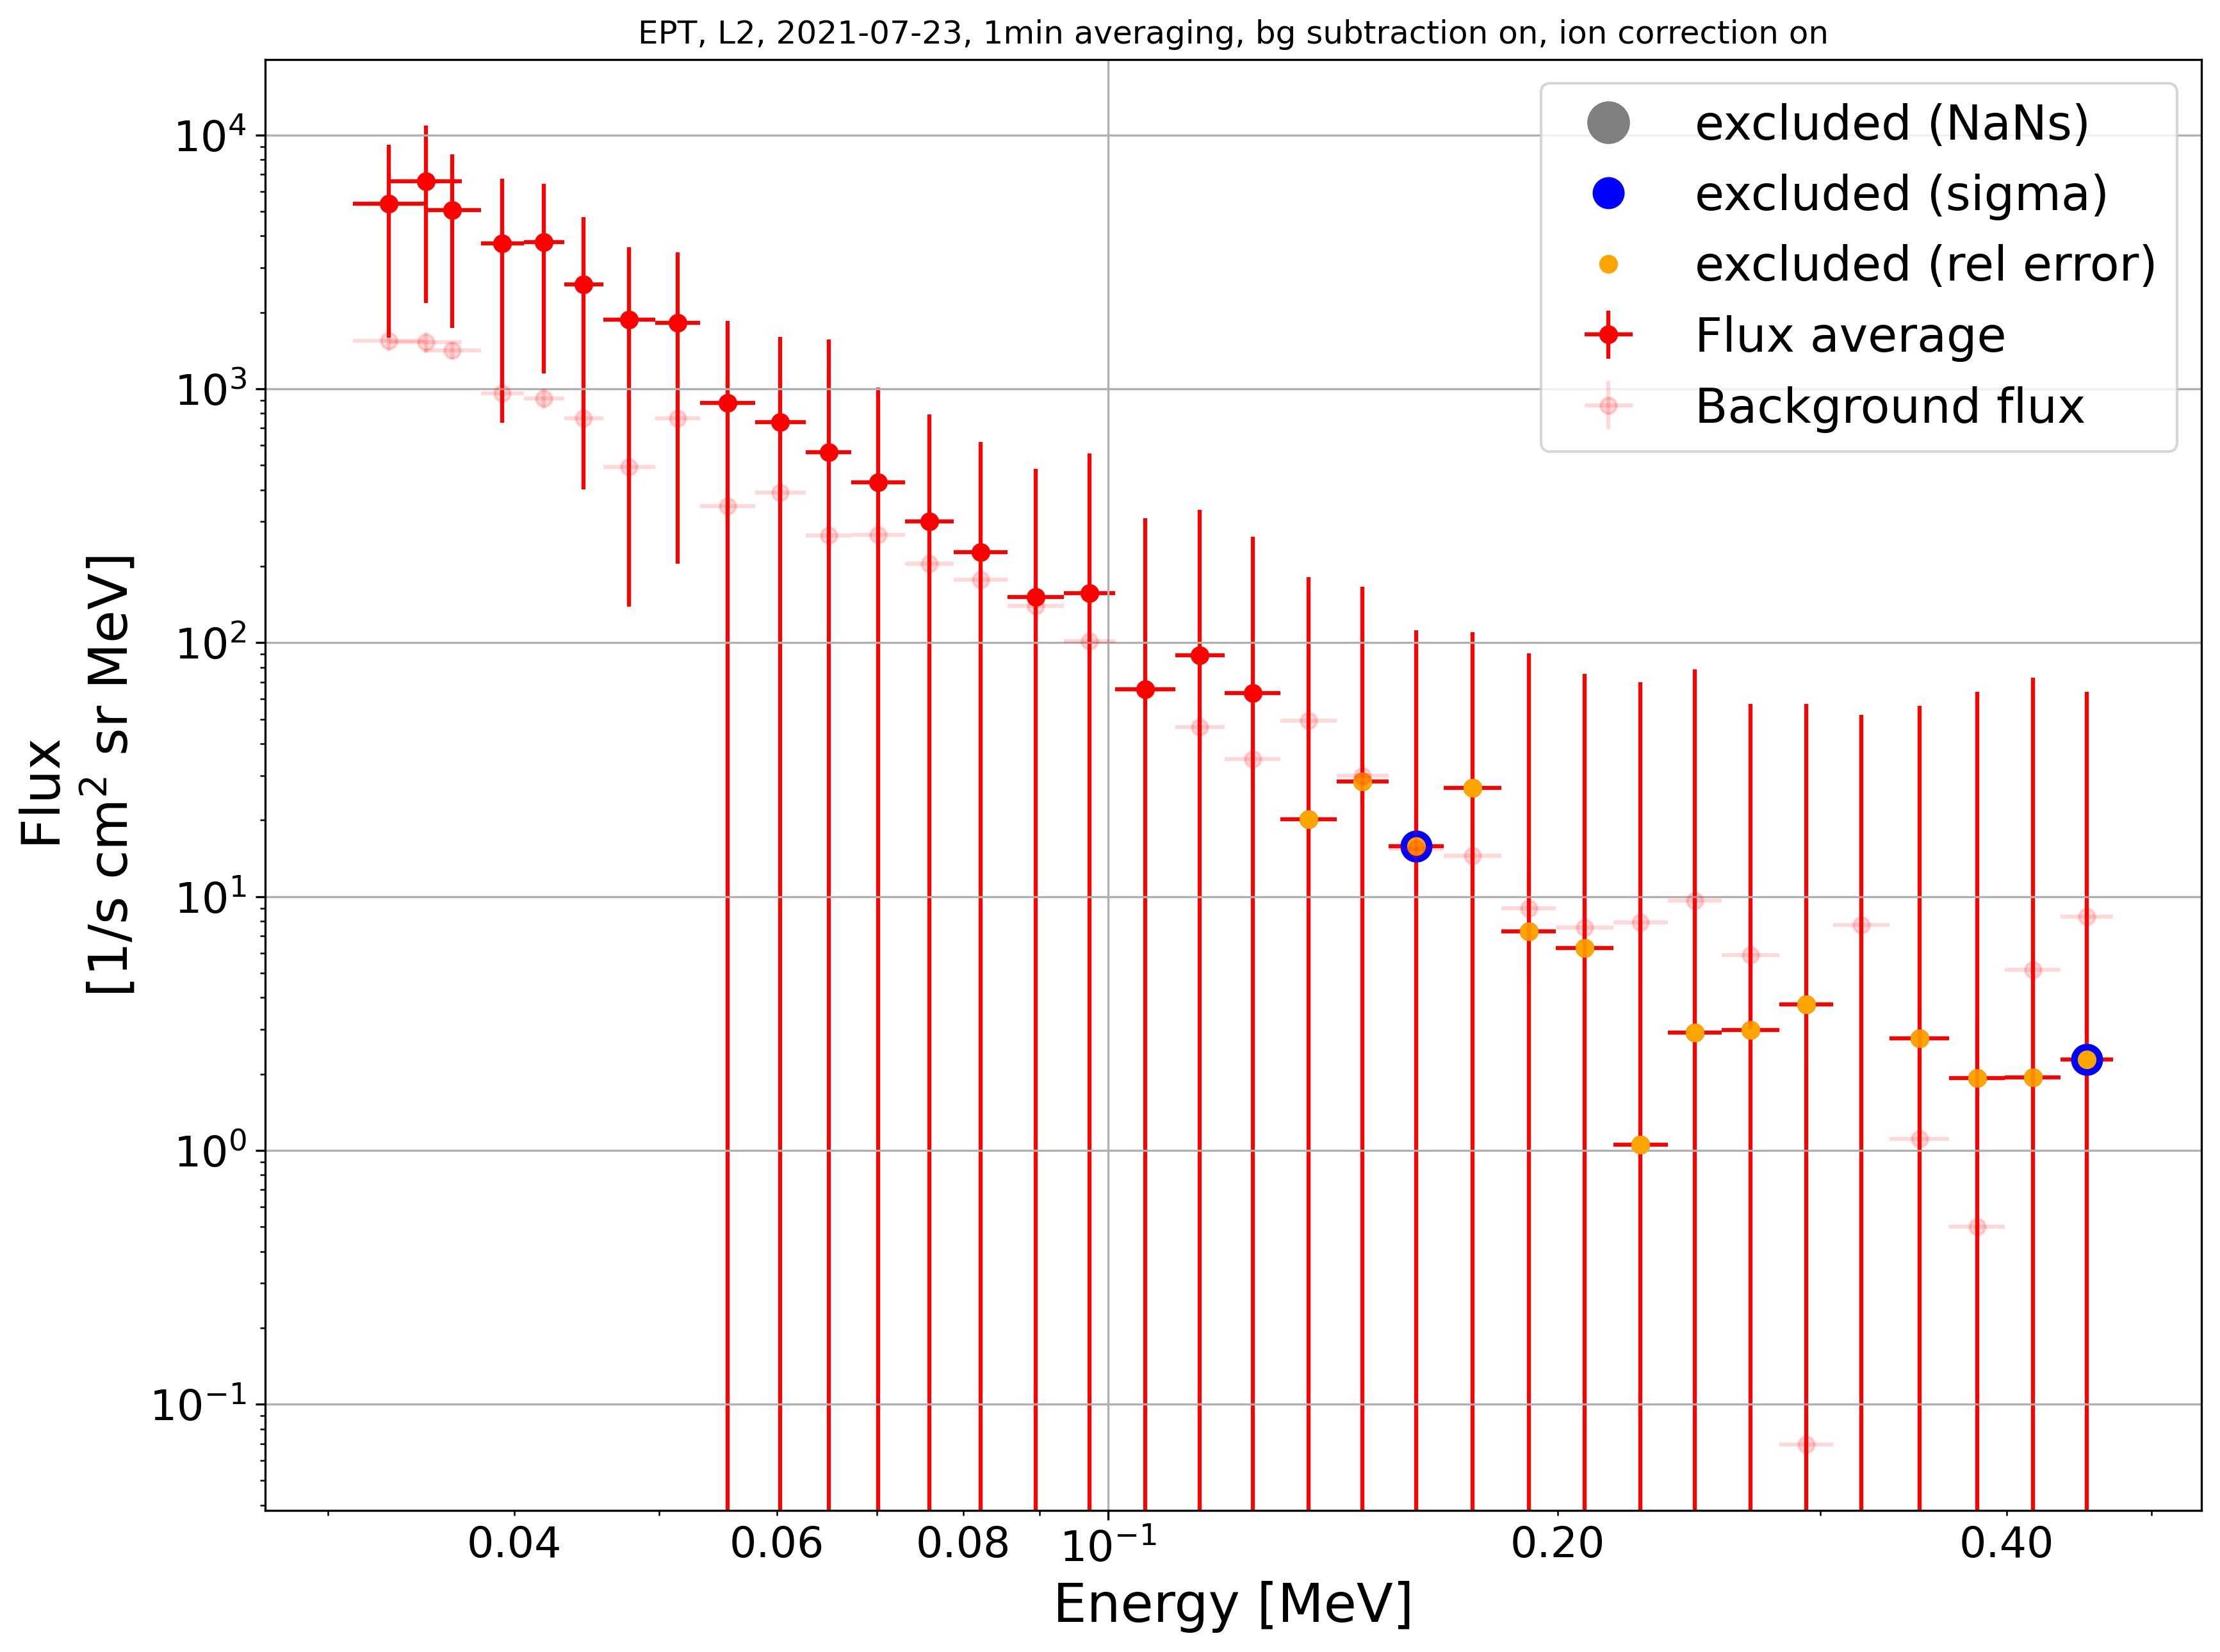 EPT, L2, 2021-07-23, 1min averaging, bg subtraction on, ion correction on
excluded (NaNs)
excluded (sigma)
excluded (rel error)
Flux average
Background flux
10⁴
10³
10²
10¹
10⁰
10⁻¹
Flux
[1/s cm² sr MeV]
0.04
0.06
0.08
10⁻¹
0.20
0.40
Energy [MeV]